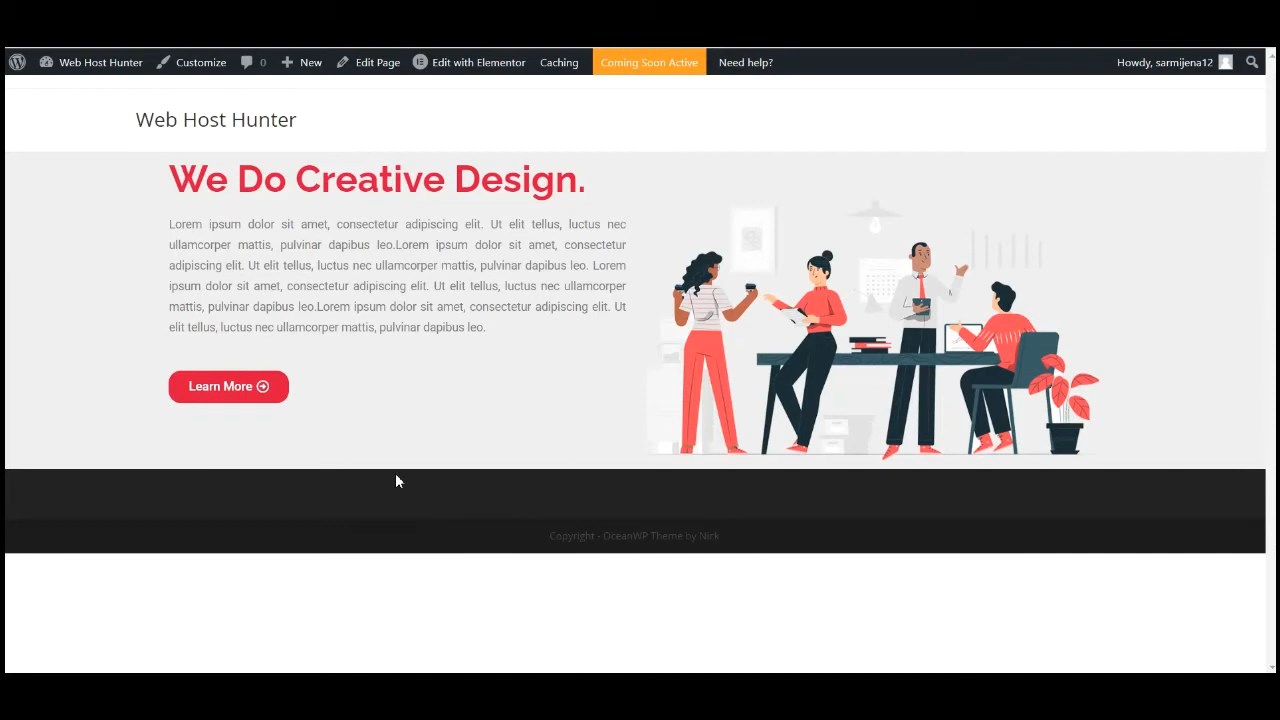 Web Host Hunter Customize 0 New Edit Page Edit with Elementor Caching Coming Soon Active Need help? Howdy, sarmijena12
Web Host Hunter
We Do Creative Design.
Lorem ipsum dolor sit amet, consectetur adipiscing elit. Ut elit tellus, luctus nec
ullamcorper mattis, pulvinar dapibus leo.Lorem ipsum dolor sit amet, consectetur
adipiscing elit. Ut elit tellus, luctus nec ullamcorper mattis, pulvinar dapibus leo. Lorem
ipsum dolor sit amet, consectetur adipiscing elit. Ut elit tellus, luctus nec ullamcorper
mattis, pulvinar dapibus leo.Lorem ipsum dolor sit amet, consectetur adipiscing elit. Ut
elit tellus, luctus nec ullamcorper mattis, pulvinar dapibus leo.
Learn More
Copyright - OceanWP Theme by Nick